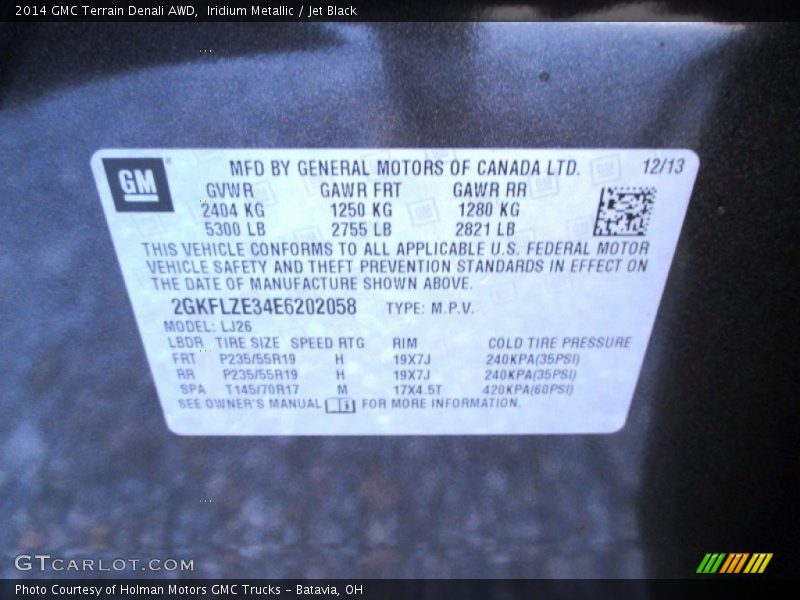 2014 GMC Terrain Denali AWD,  Iridium Metallic / Jet Black
GM
MFD BY GENERAL MOTORS OF CANADA LTD. 12/13
GVWR GAWR FRT GAWR RR
2404 KG 1250 KG 1280 KG
5300 LB 2755 LB 2821 LB
THIS VEHICLE CONFORMS TO ALL APPLICABLE U.S. FEDERAL MOTOR
VEHICLE SAFETY AND THEFT PREVENTION STANDARDS IN EFFECT ON
THE DATE OF MANUFACTURE SHOWN ABOVE.
2GKFLZE34E6202058 TYPE: M.P.V.
MODEL: LJ26
LBDR TIRE SIZE SPEED RTG RIM COLD TIRE PRESSURE
FRT P235/55R19 H 19X7J 240KPA(35PSI)
RR P235/55R19 H 19X7J 240KPA(35PSI)
SPA T145/70R17 M 17X4.5T 420KPA(60PSI)
SEE OWNER'S MANUAL FOR MORE INFORMATION.
GTCARLOT.COM
Photo Courtesy of Holman Motors GMC Trucks - Batavia, OH